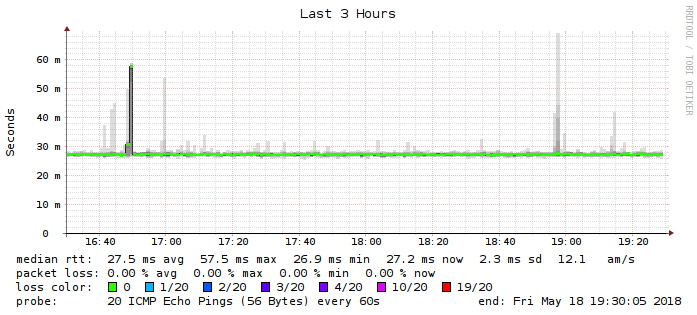 Last 3 Hours
RRDTOOL / TOBI OETIKER
Seconds
60 m
50 m
40 m
30 m
20 m
10 m
0
16:40 17:00 17:20 17:40 18:00 18:20 18:40 19:00 19:20
median rtt: 27.5 ms avg 57.5 ms max 26.9 ms min 27.2 ms now 2.3 ms sd 12.1 am/s
packet loss: 0.00 % avg 0.00 % max 0.00 % min 0.00 % now
loss color: 0 1/20 2/20 3/20 4/20 10/20 19/20
probe: 20 ICMP Echo Pings (56 Bytes) every 60s end: Fri May 18 19:30:05 2018